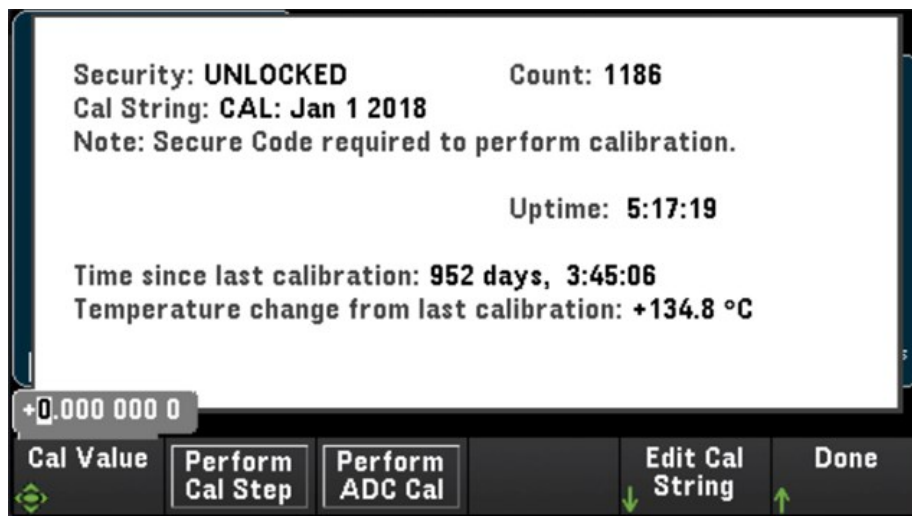 Security: UNLOCKED Count: 1186
Cal String: CAL: Jan 1 2018
Note: Secure Code required to perform calibration.
Uptime: 5:17:19
Time since last calibration: 952 days, 3:45:06
Temperature change from last calibration: +134.8 °C
+0.000 000 0
Cal Value
Perform
Cal Step
Perform
ADC Cal
Edit Cal
String
Done